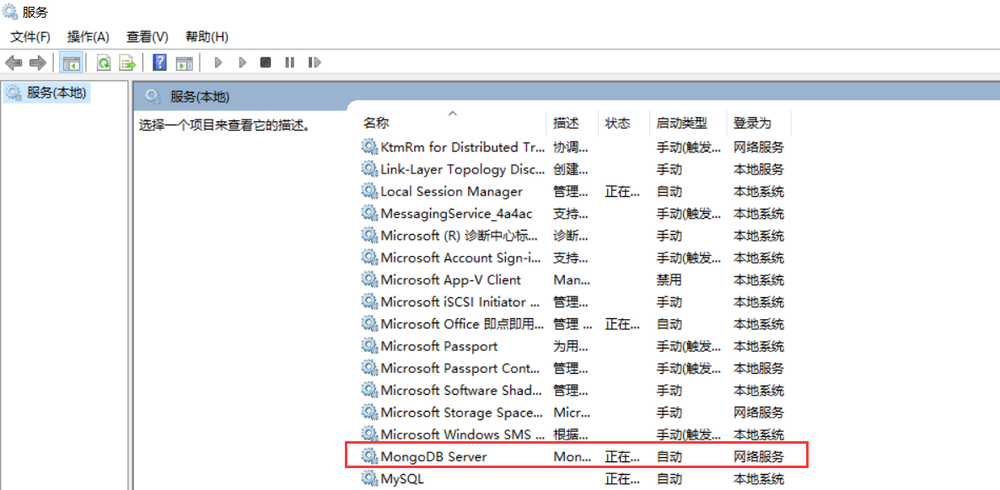 服务
文件(F) 操作(A) 查看(V) 帮助(H)
服务(本地)
服务(本地)
选择一个项目来查看它的描述。
名称 描述 状态 启动类型 登录为
KtmRm for Distributed Tr... 协调... 手动(触发... 网络服务
Link-Layer Topology Disc... 创建... 手动 本地服务
Local Session Manager 管理... 正在... 自动 本地系统
MessagingService_4a4ac 支持... 手动(触发... 本地系统
Microsoft (R) 诊断中心标... 诊断... 手动 本地系统
Microsoft Account Sign-i... 支持... 手动(触发... 本地系统
Microsoft App-V Client Man... 禁用 本地系统
Microsoft iSCSI Initiator ... 管理... 手动 本地系统
Microsoft Office 即点即用... 管理 ... 正在... 自动 本地系统
Microsoft Passport 为用... 手动(触发... 本地系统
Microsoft Passport Cont... 管理... 手动(触发... 本地服务
Microsoft Software Shad... 管理... 手动 本地系统
Microsoft Storage Space... Micr... 手动 网络服务
Microsoft Windows SMS ... 根据... 手动(触发... 本地系统
MongoDB Server Mon... 正在... 自动 网络服务
MySQL 正在... 自动 本地系统